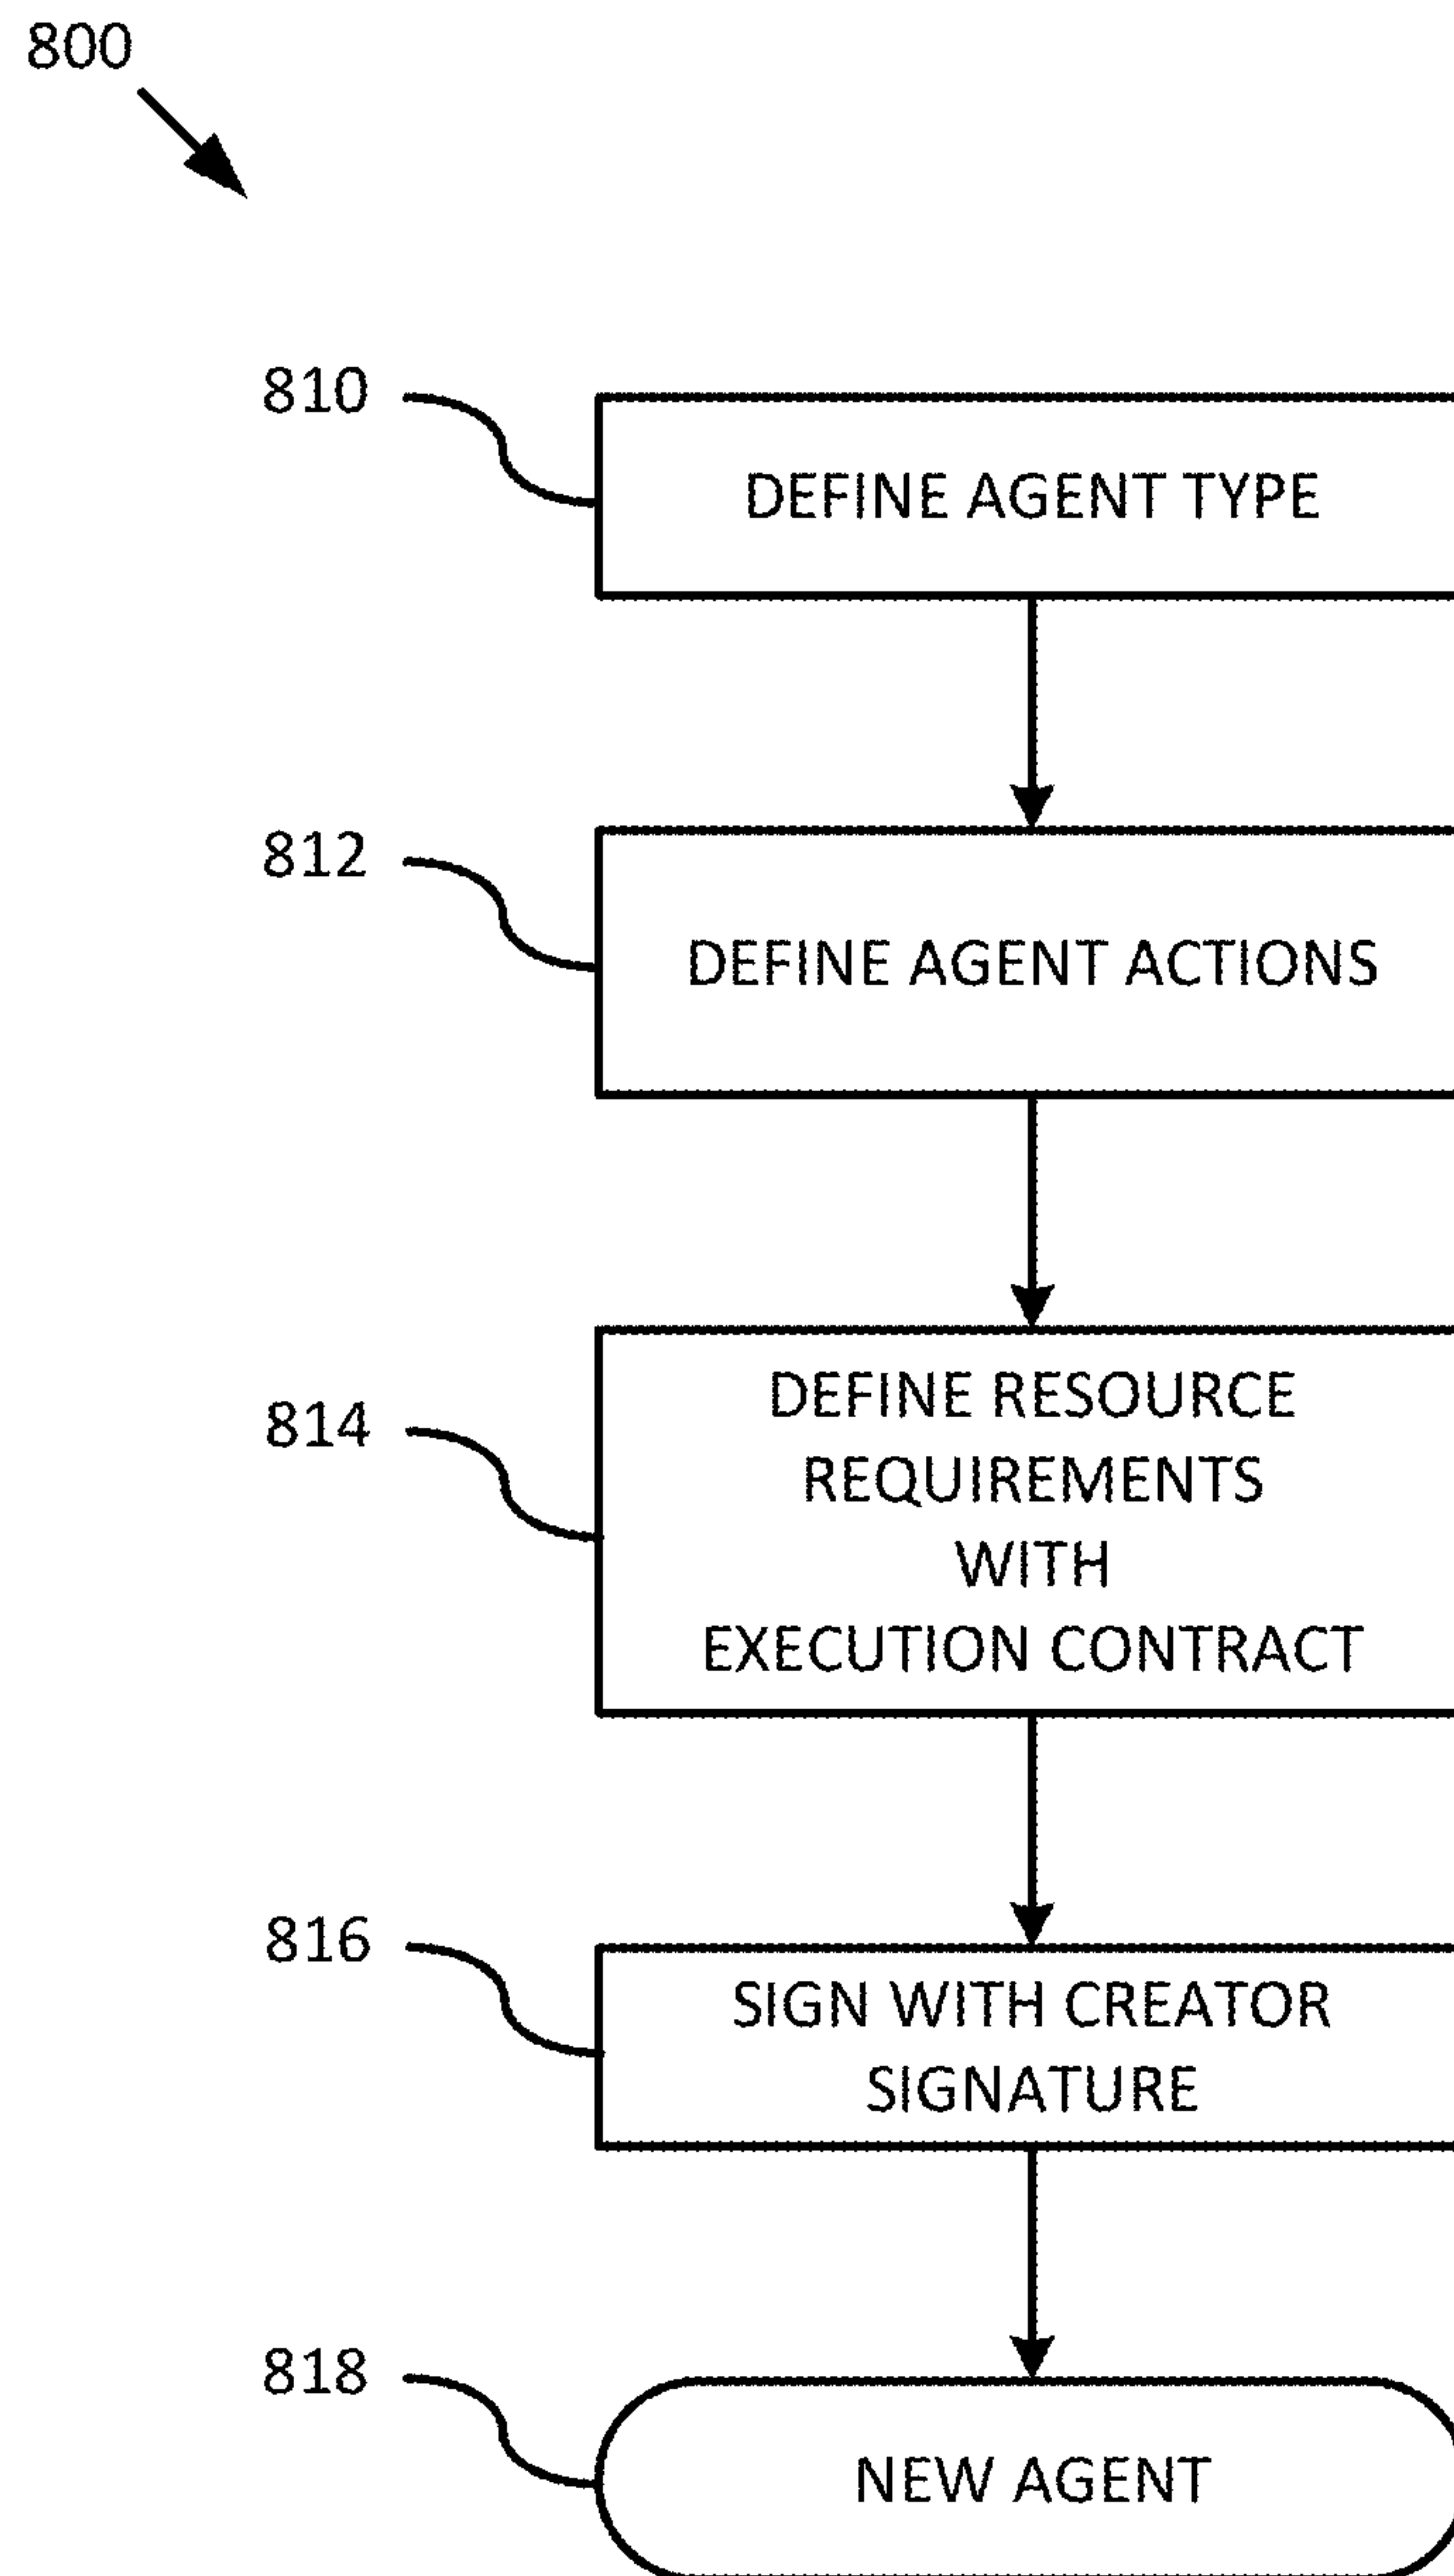 800
810
DEFINE AGENT TYPE
812
DEFINE AGENT ACTIONS
814
DEFINE RESOURCE
REQUIREMENTS
WITH
EXECUTION CONTRACT
816
SIGN WITH CREATOR
SIGNATURE
818
NEW AGENT